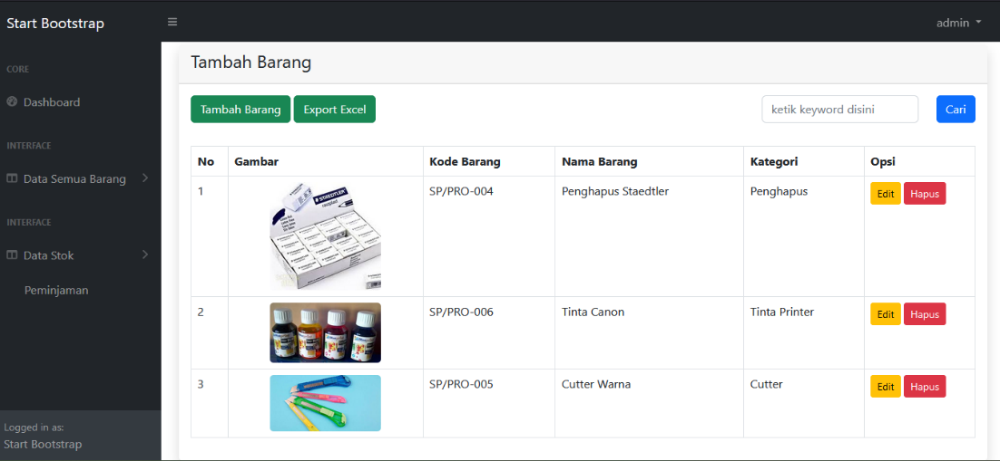 Start Bootstrap
admin
CORE
Dashboard
INTERFACE
Data Semua Barang
INTERFACE
Data Stok
Peminjaman
Logged in as:
Start Bootstrap
Tambah Barang
Tambah Barang Export Excel ketik keyword disini Cari
No Gambar Kode Barang Nama Barang Kategori Opsi
1 SP/PRO-004 Penghapus Staedtler Penghapus Edit Hapus
STAEDTLER
2 SP/PRO-006 Tinta Canon Tinta Printer Edit Hapus
3 SP/PRO-005 Cutter Warna Cutter Edit Hapus